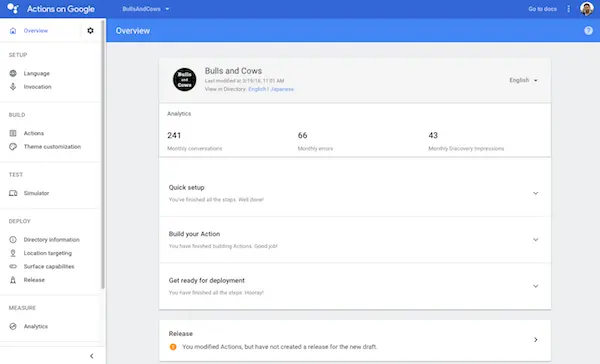 Actions on Google
BullsAndCows
Go to docs
Overview
Overview
SETUP
Language
Invocation
BUILD
Actions
Theme customization
TEST
Simulator
DEPLOY
Directory information
Location targeting
Surface capabilities
Release
MEASURE
Analytics
Bulls
and
Cows
Bulls and Cows
Last modified at 3/19/19, 11:01 AM
View in Directory: English | Japanese
English
Analytics
241 66 43
Monthly conversations Monthly errors Monthly Discovery Impressions
Quick setup
You've finished all the steps. Well done!
Build your Action
You have finished building Actions. Good job!
Get ready for deployment
You have finished all the steps. Hooray!
Release
You modified Actions, but have not created a release for the new draft.